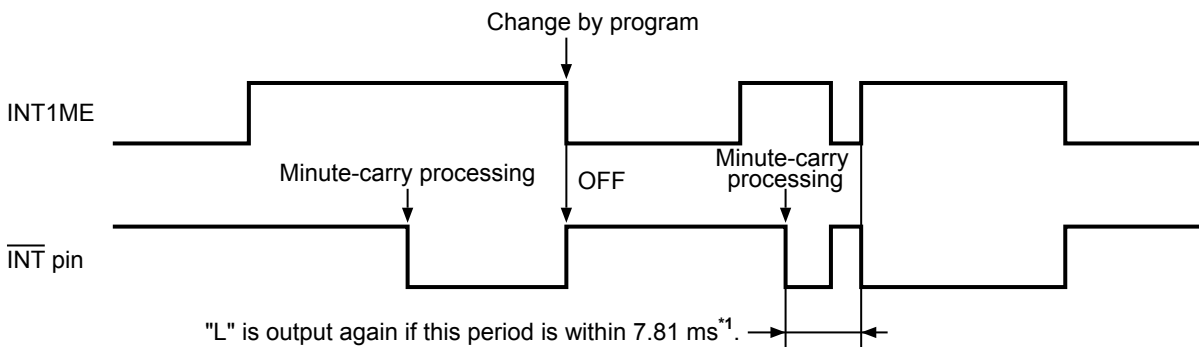 Change by program
INT1ME
Minute-carry processing
OFF
Minute-carry
processing
INT pin
"L" is output again if this period is within 7.81 ms*1.